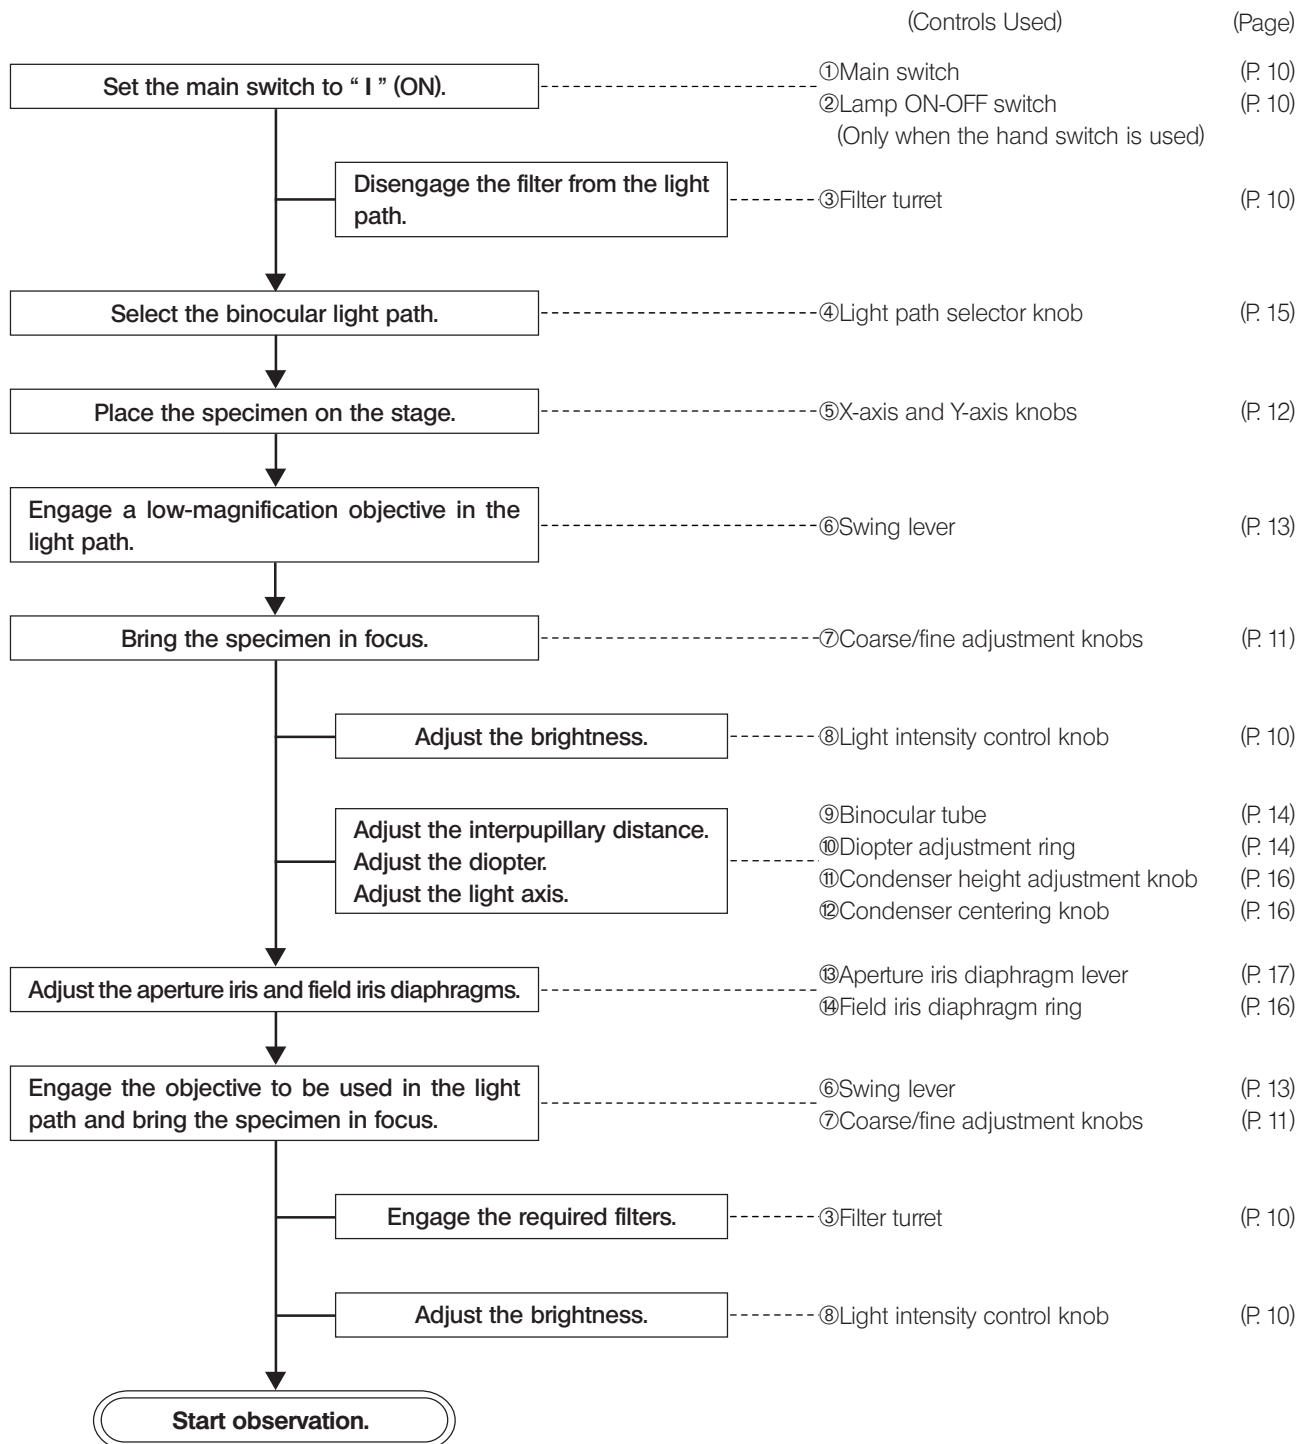 (Controls Used) (Page)
Set the main switch to “ I ” (ON). ①Main switch (P. 10)
②Lamp ON-OFF switch (P. 10)
(Only when the hand switch is used)
Disengage the filter from the light
path. ③Filter turret (P. 10)
Select the binocular light path. ④Light path selector knob (P. 15)
Place the specimen on the stage. ⑤X-axis and Y-axis knobs (P. 12)
Engage a low-magnification objective in the
light path. ⑥Swing lever (P. 13)
Bring the specimen in focus. ⑦Coarse/fine adjustment knobs (P. 11)
Adjust the brightness. ⑧Light intensity control knob (P. 10)
⑨Binocular tube (P. 14)
Adjust the interpupillary distance. ⑩Diopter adjustment ring (P. 14)
Adjust the diopter. ⑪Condenser height adjustment knob (P. 16)
Adjust the light axis. ⑫Condenser centering knob (P. 16)
Adjust the aperture iris and field iris diaphragms. ⑬Aperture iris diaphragm lever (P. 17)
⑭Field iris diaphragm ring (P. 16)
Engage the objective to be used in the light ⑥Swing lever (P. 13)
path and bring the specimen in focus. ⑦Coarse/fine adjustment knobs (P. 11)
Engage the required filters. ③Filter turret (P. 10)
Adjust the brightness. ⑧Light intensity control knob (P. 10)
Start observation.